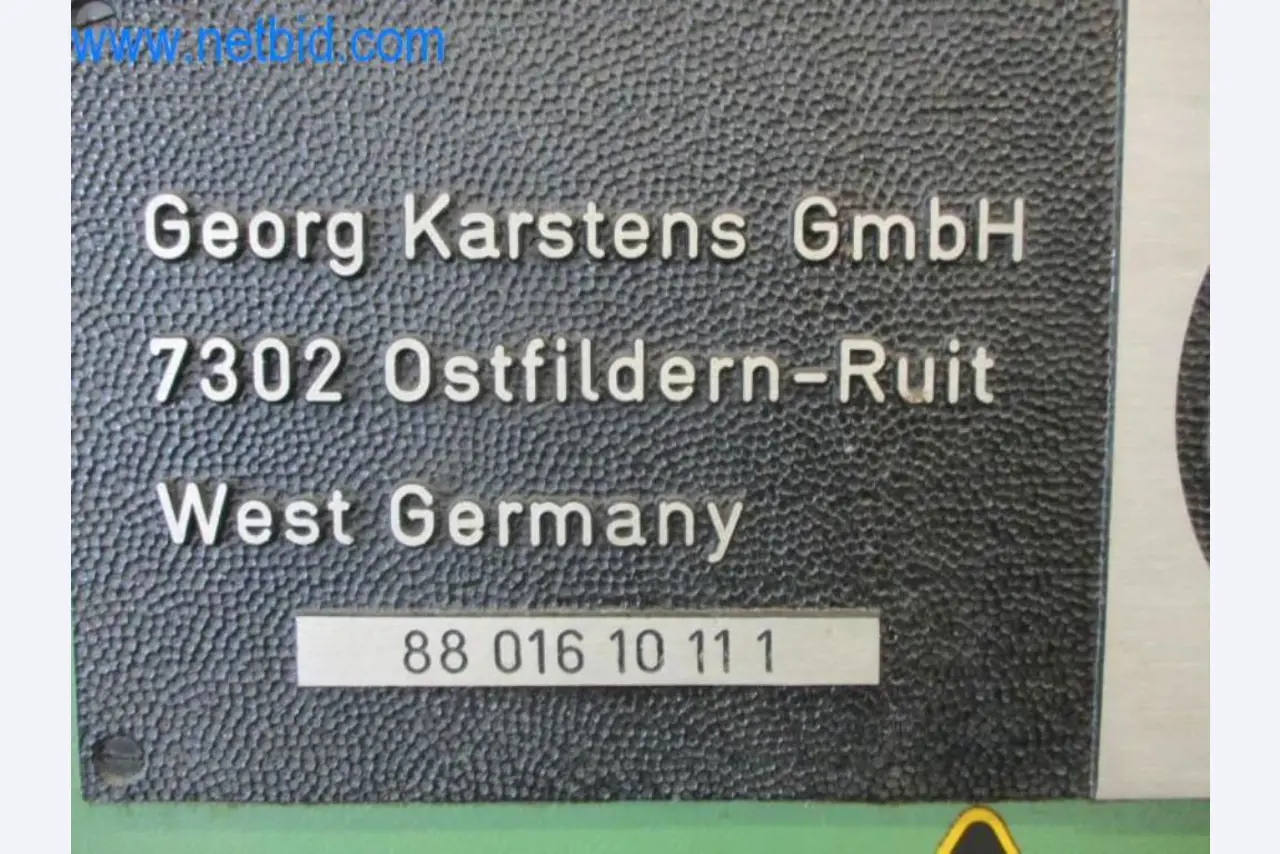 www.netbid.com
Georg Karstens GmbH
7302 Ostfildern-Ruit
West Germany
88 016 10 11 1